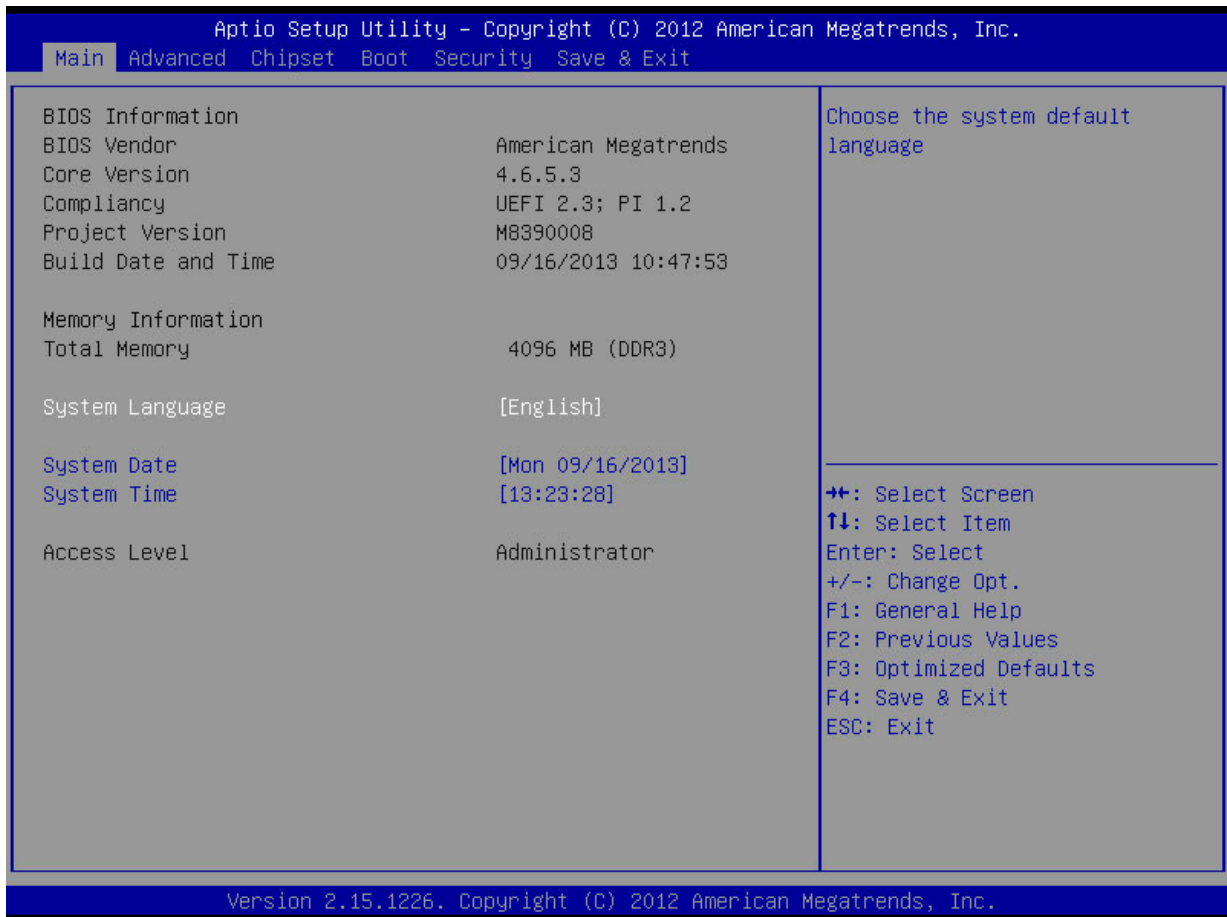 Aptio Setup Utility – Copyright (C) 2012 American Megatrends, Inc.
Main Advanced Chipset Boot Security Save & Exit
BIOS Information
BIOS Vendor American Megatrends
Core Version 4.6.5.3
Compliancy UEFI 2.3; PI 1.2
Project Version M8390008
Build Date and Time 09/16/2013 10:47:53
Memory Information
Total Memory 4096 MB (DDR3)
System Language [English]
System Date [Mon 09/16/2013]
System Time [13:23:28]
Access Level Administrator
Choose the system default
language
→←: Select Screen
↑↓: Select Item
Enter: Select
+/-: Change Opt.
F1: General Help
F2: Previous Values
F3: Optimized Defaults
F4: Save & Exit
ESC: Exit
Version 2.15.1226. Copyright (C) 2012 American Megatrends, Inc.